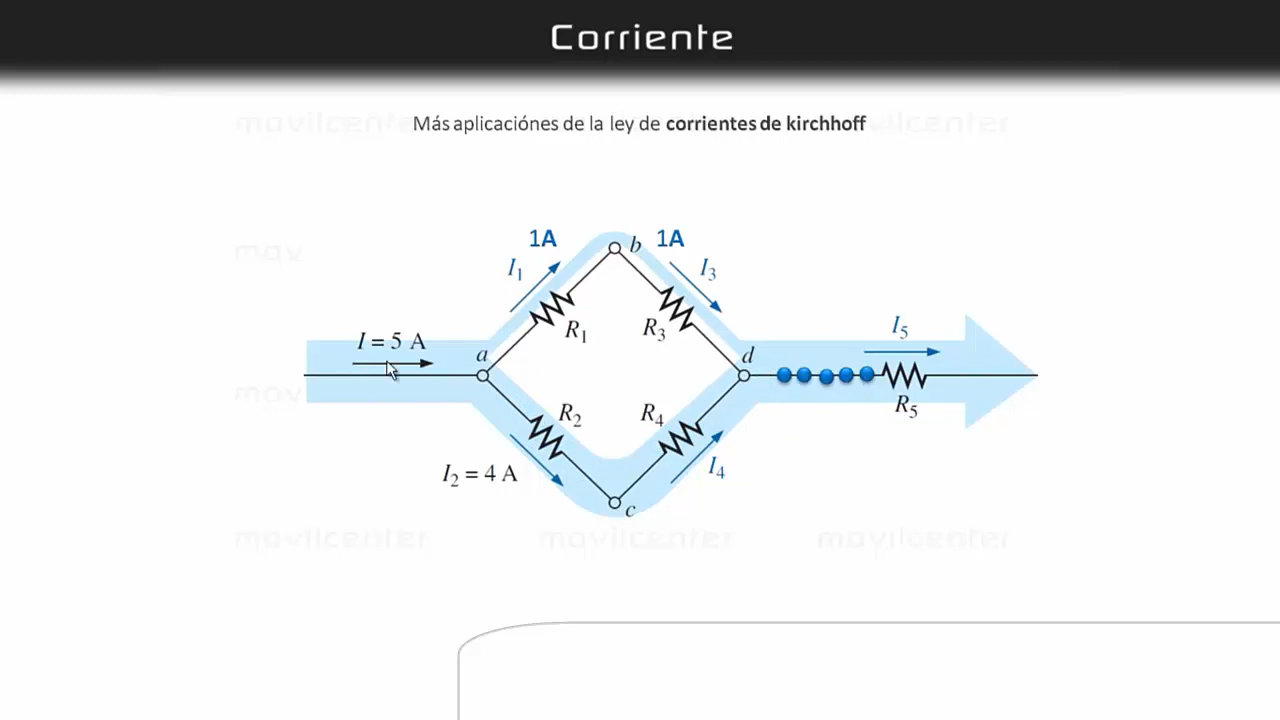 Corriente
movilcenter
movilcenter
Más aplicaciónes de la ley de corrientes de kirchhoff
1A
b
1A
mov
I1
I3
R1
R3
I = 5 A
I5
a
d
R5
R2
R4
I2 = 4 A
I4
c
movilcenter
movilcenter
movilcenter